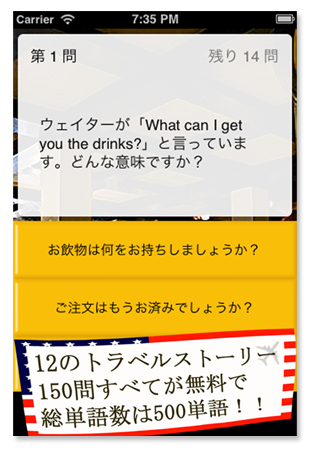 Carrier 7:35 PM
第 1 問 残り 14 問
ウェイターが「What can I get
you the drinks?」と言っていま
す。どんな意味ですか？
お飲物は何をお持ちしましょうか？
ご注文はもうお済みでしょうか？
12のトラベルストーリー
150問すべてが無料で
総単語数は500単語！！